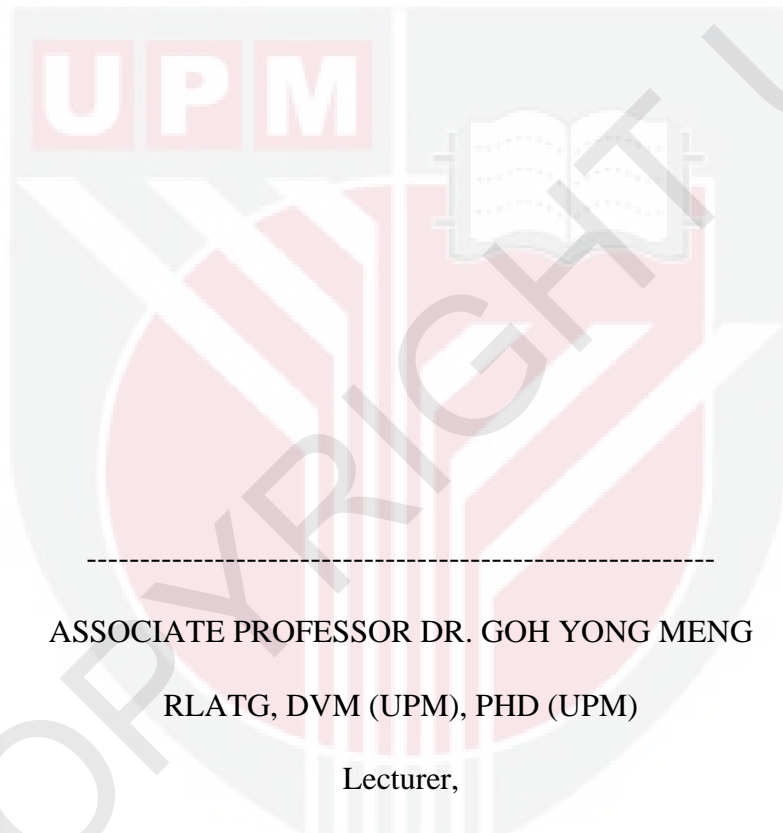 UPM
COPYRIGHT U
------------------------------------------------------------
ASSOCIATE PROFESSOR DR. GOH YONG MENG
RLATG, DVM (UPM), PHD (UPM)
Lecturer,